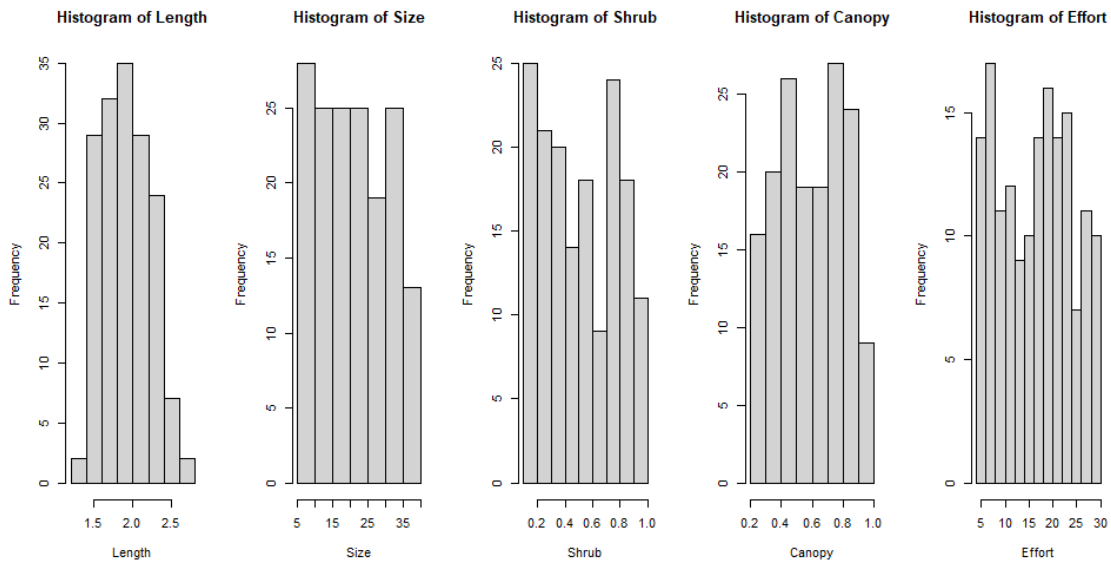 Histogram of Length
Frequency
0 5 10 15 20 25 30 35
1.5 2.0 2.5
Length
Histogram of Size
Frequency
0 5 10 15 20 25
5 15 25 35
Size
Histogram of Shrub
Frequency
0 5 10 15 20 25
0.2 0.4 0.6 0.8 1.0
Shrub
Histogram of Canopy
Frequency
0 5 10 15 20 25
0.2 0.4 0.6 0.8 1.0
Canopy
Histogram of Effort
Frequency
0 5 10 15
5 10 15 20 25 30
Effort